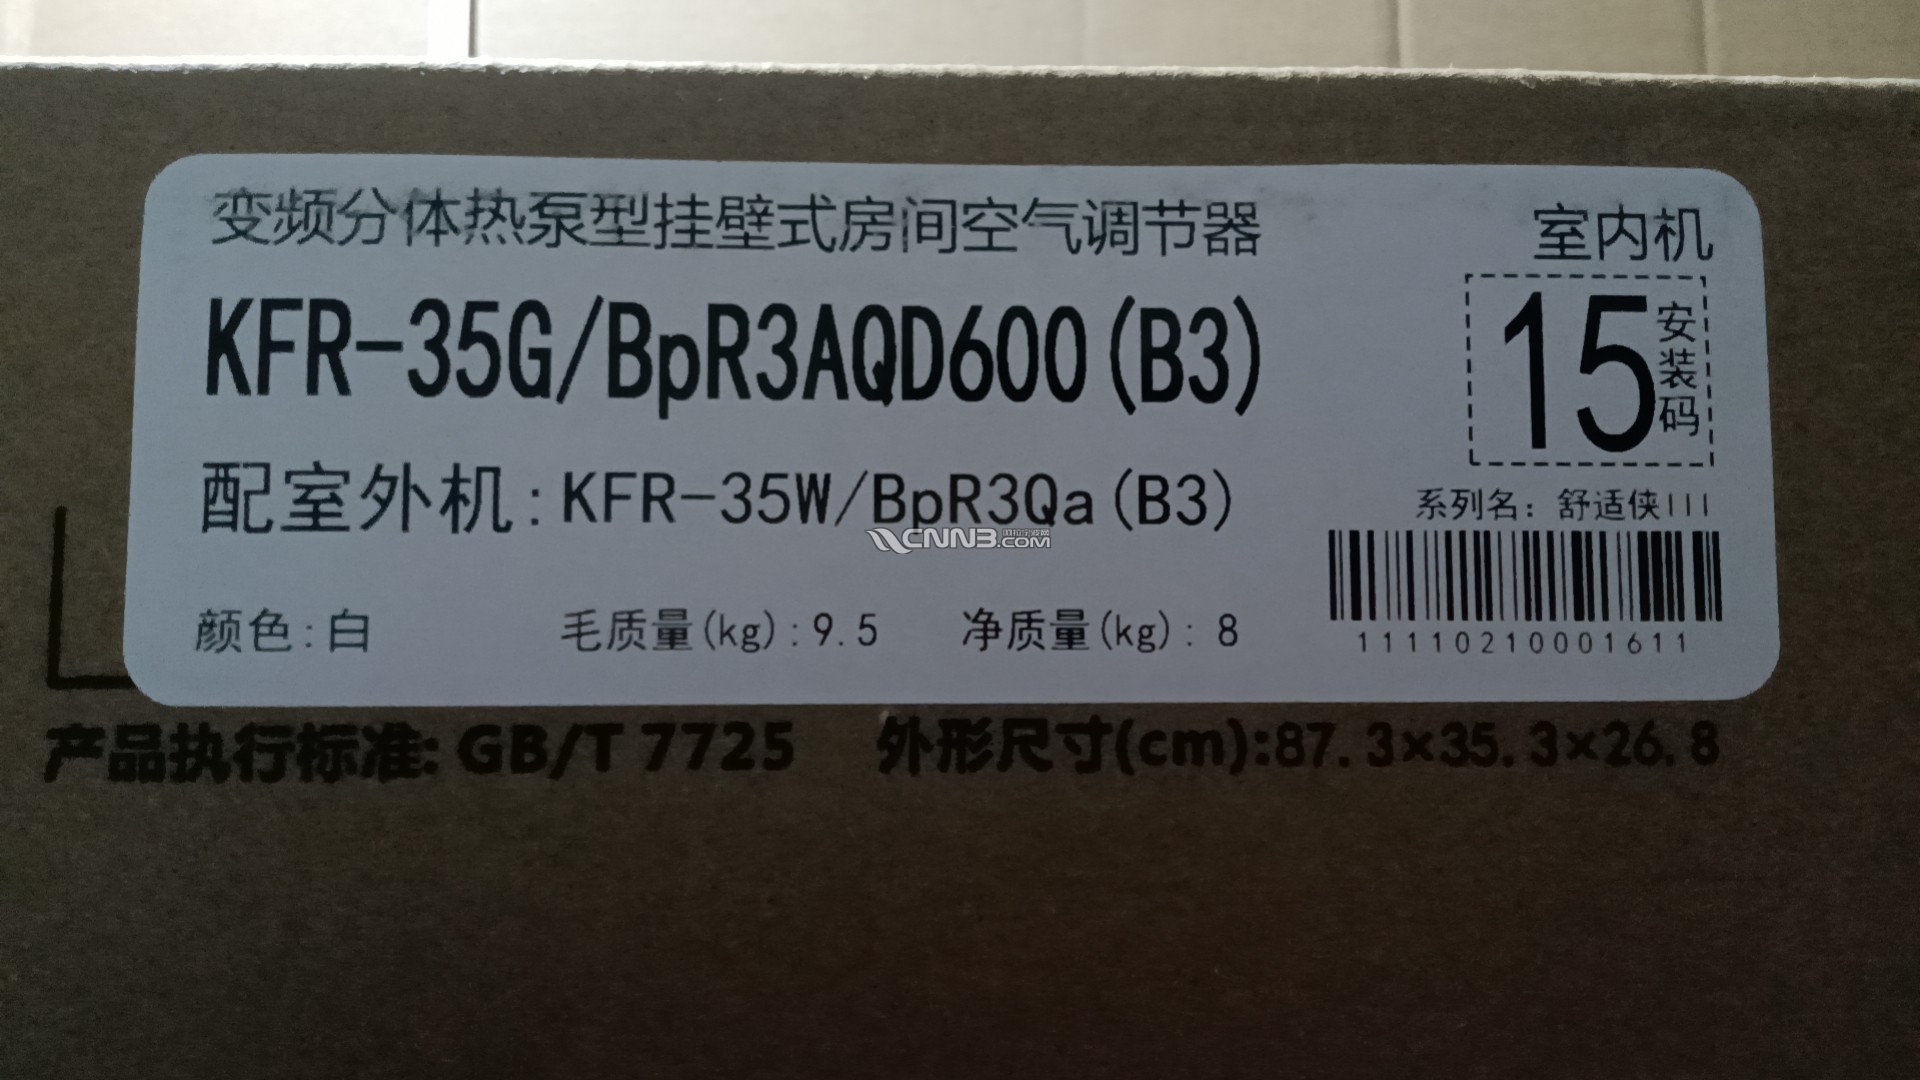 变频分体热泵型挂壁式房间空气调节器
室内机
KFR-35G/BpR3AQD600(B3)
15
安装码
配室外机:KFR-35W/BpR3Qa(B3)
系列名：舒适侠III
CNNB.COM
颜色:白 毛质量(kg):9.5 净质量(kg): 8
11110210001611
产品执行标准: GB/T 7725 外形尺寸(cm):87.3×35.3×26.8